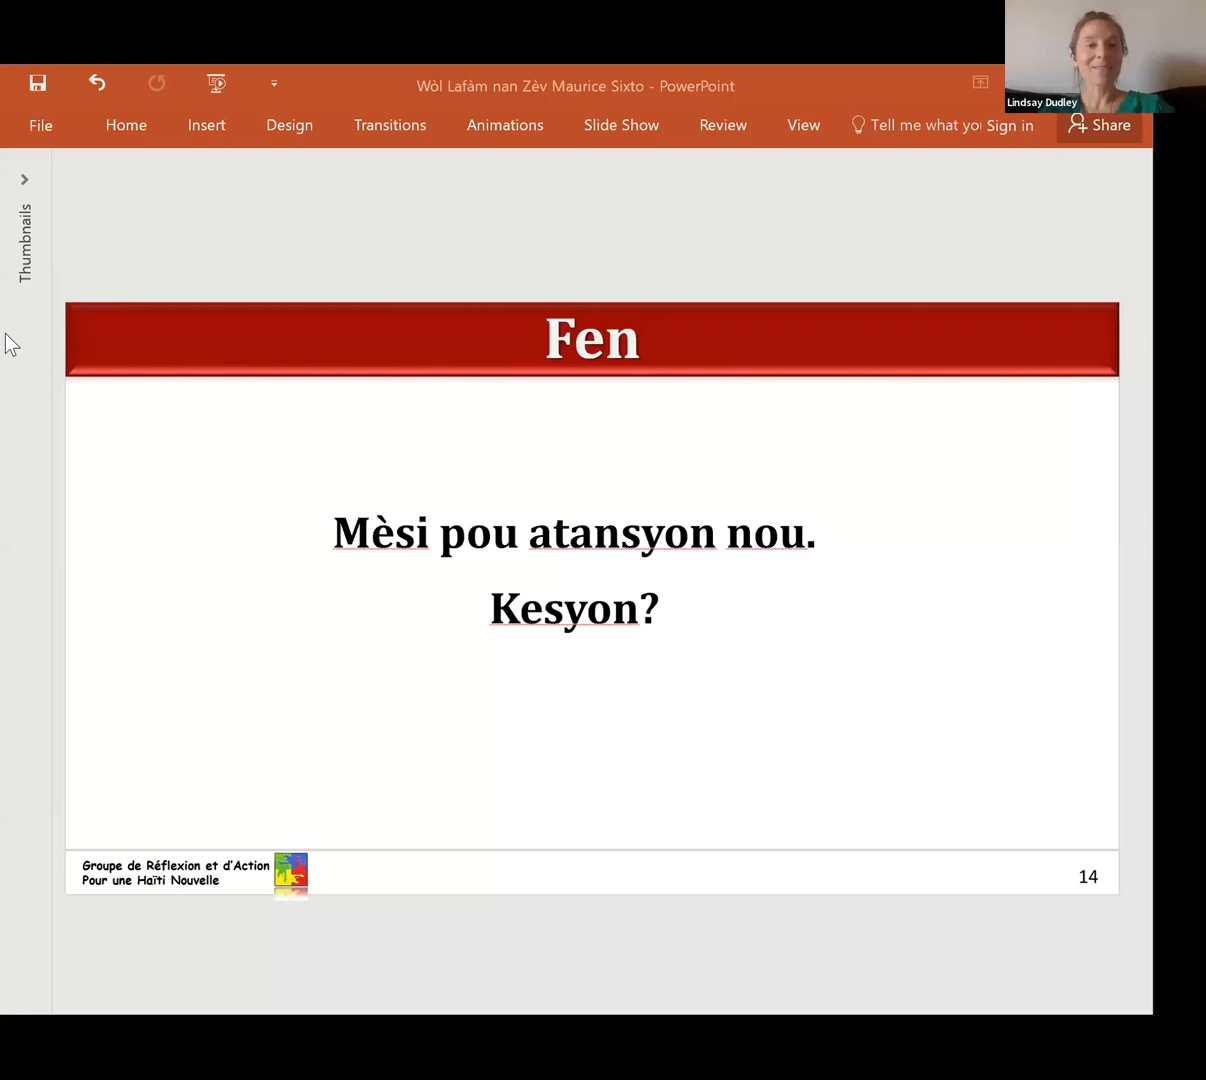 Wòl Lafàm nan Zèv Maurice Sixto - PowerPoint
Lindsay Dudley
File Home Insert Design Transitions Animations Slide Show Review View Tell me what yo Sign in Share
Thumbnails
Fen
Mèsi pou atansyon nou.
Kesyon?
Groupe de Réflexion et d'Action
Pour une Haïti Nouvelle
14